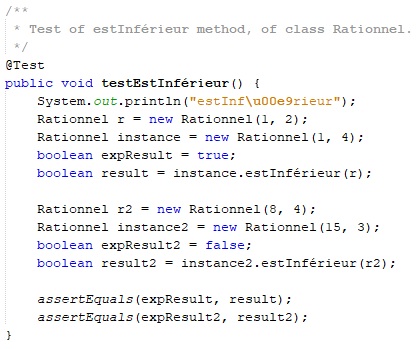 /**
 * Test of estInférieur method, of class Rationnel.
 */
@Test
public void testEstInférieur() {
    System.out.println("estInf\u00e9rieur");
    Rationnel r = new Rationnel(1, 2);
    Rationnel instance = new Rationnel(1, 4);
    boolean expResult = true;
    boolean result = instance.estInférieur(r);

    Rationnel r2 = new Rationnel(8, 4);
    Rationnel instance2 = new Rationnel(15, 3);
    boolean expResult2 = false;
    boolean result2 = instance2.estInférieur(r2);

    assertEquals(expResult, result);
    assertEquals(expResult2, result2);
}